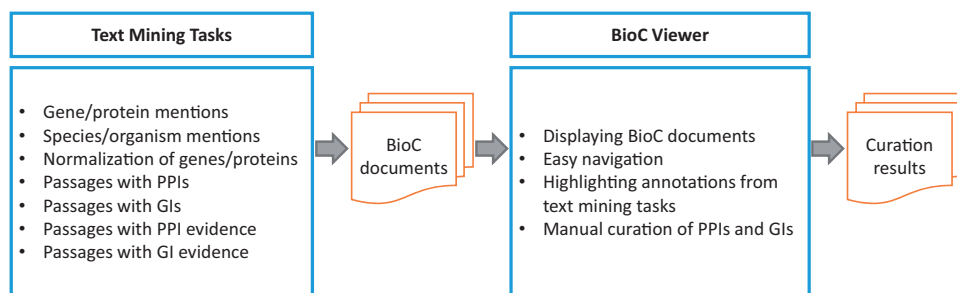 Text Mining Tasks
• Gene/protein mentions
• Species/organism mentions
• Normalization of genes/proteins
• Passages with PPIs
• Passages with GIs
• Passages with PPI evidence
• Passages with GI evidence
BioC
documents
BioC Viewer
• Displaying BioC documents
• Easy navigation
• Highlighting annotations from
text mining tasks
• Manual curation of PPIs and GIs
Curation
results